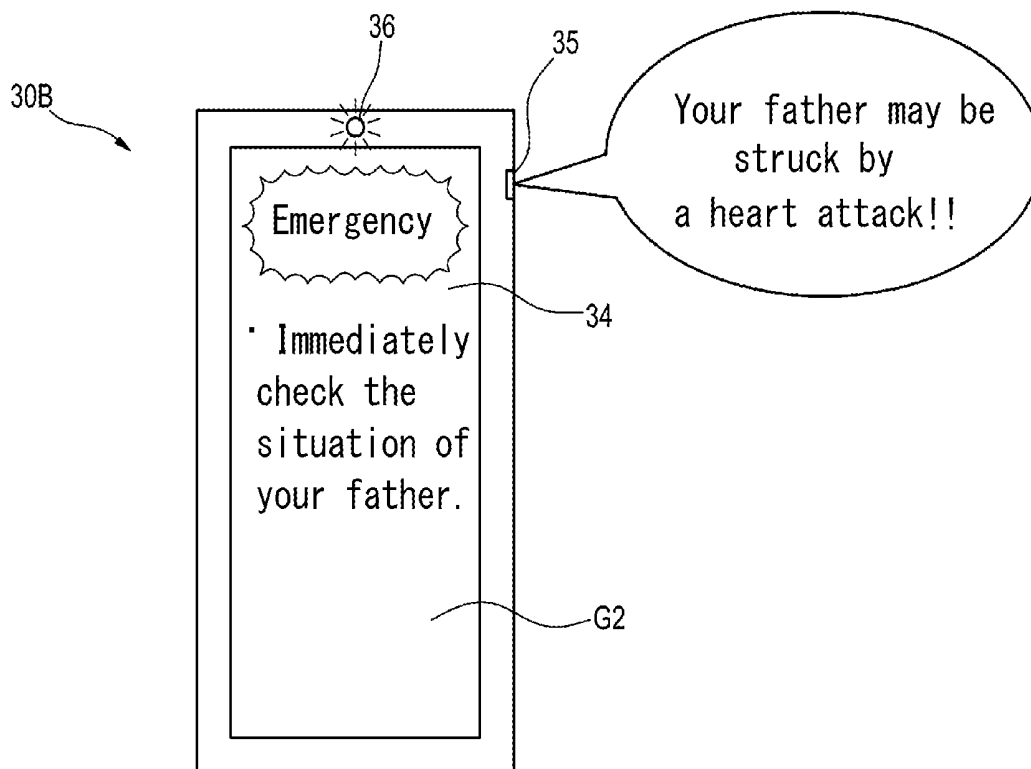 36
35
30B
Your father may be
struck by
a heart attack!!
Emergency
34
· Immediately
check the
situation of
your father.
G2